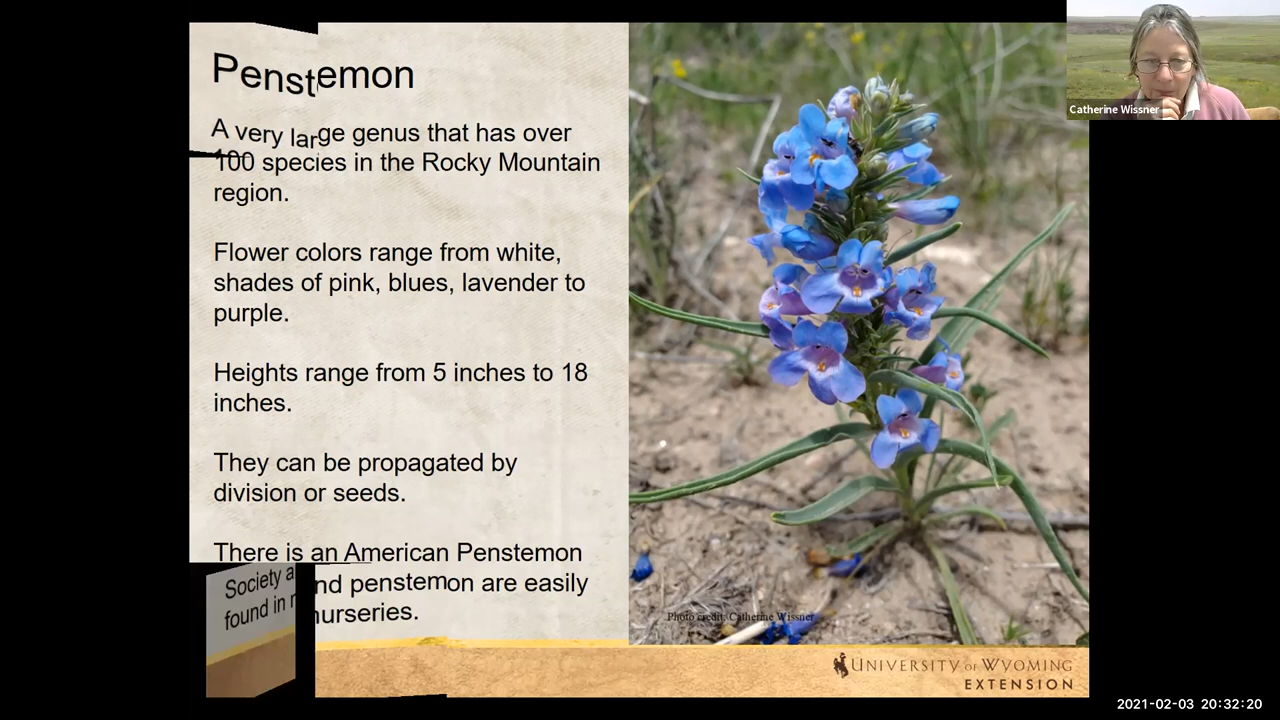 Penstemon
A very large genus that has over
100 species in the Rocky Mountain
region.
Flower colors range from white,
shades of pink, blues, lavender to
purple.
Heights range from 5 inches to 18
inches.
They can be propagated by
division or seeds.
There is an American Penstemon
Society and penstemon are easily
found in nurseries.
Photo credit: Catherine Wissner
UNIVERSITY OF WYOMING
EXTENSION
Catherine Wissner
2021-02-03 20:32:20